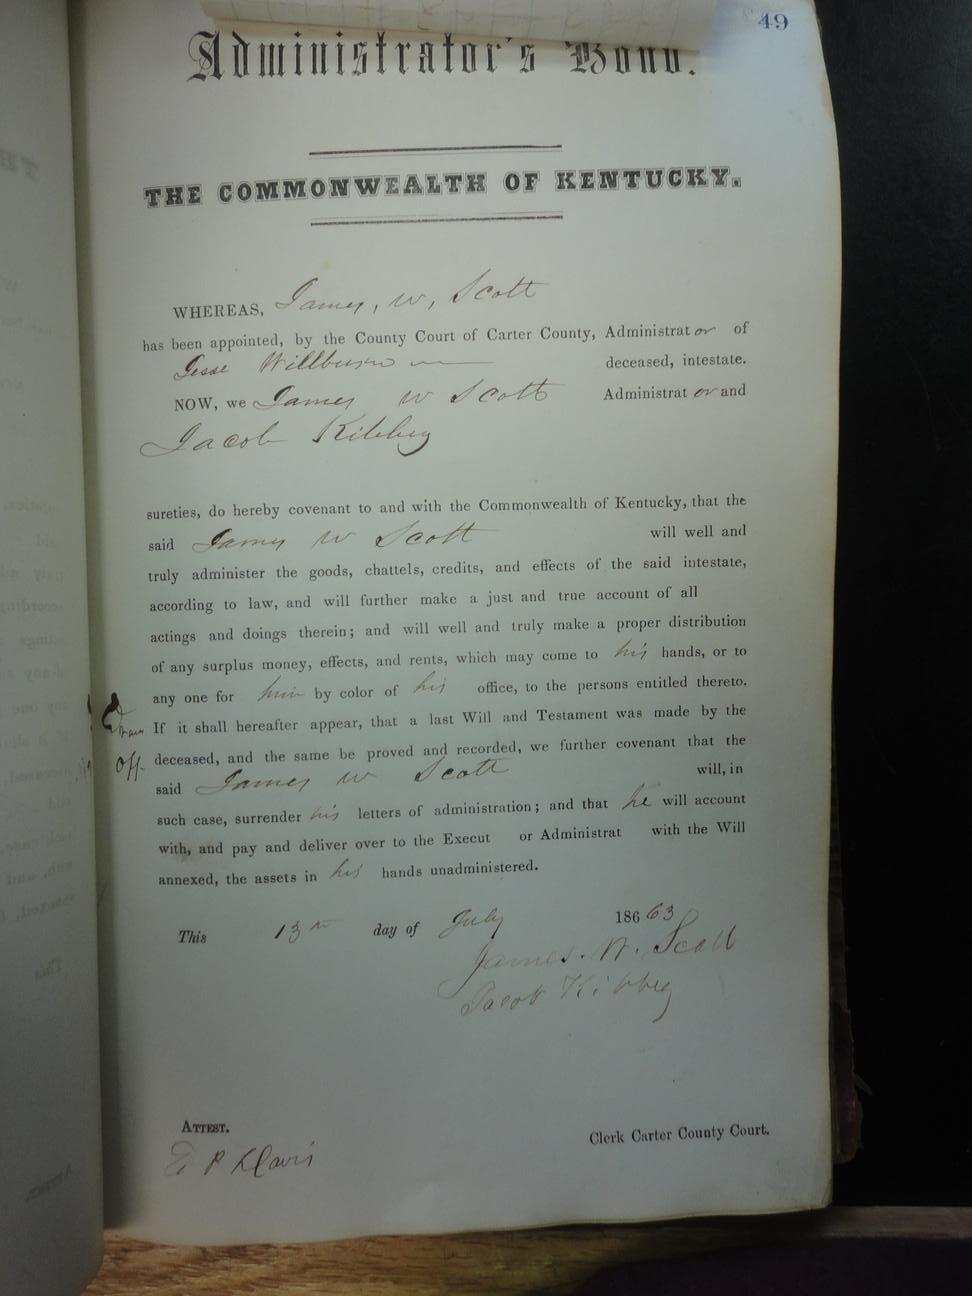 49
Administrator's Bond.
THE COMMONWEALTH OF KENTUCKY.
WHEREAS, James, W, Scott
has been appointed, by the County Court of Carter County, Administrator of
Jesse Willburn deceased, intestate.
NOW, we James W Scott Administrator and
Jacob Kibbey
sureties, do hereby covenant to and with the Commonwealth of Kentucky, that the
said James W Scott will well and
truly administer the goods, chattels, credits, and effects of the said intestate,
according to law, and will further make a just and true account of all
actings and doings therein; and will well and truly make a proper distribution
of any surplus money, effects, and rents, which may come to his hands, or to
any one for him by color of his office, to the persons entitled thereto.
If it shall hereafter appear, that a last Will and Testament was made by the
deceased, and the same be proved and recorded, we further covenant that the
off
said James W Scott will, in
such case, surrender his letters of administration; and that he will account
with, and pay and deliver over to the Execut or Administrat with the Will
annexed, the assets in his hands unadministered.
This 13th day of July 18663
James. W. Scott
Jacob Kibbey
ATTEST.
Clerk Carter County Court.
E P Davis